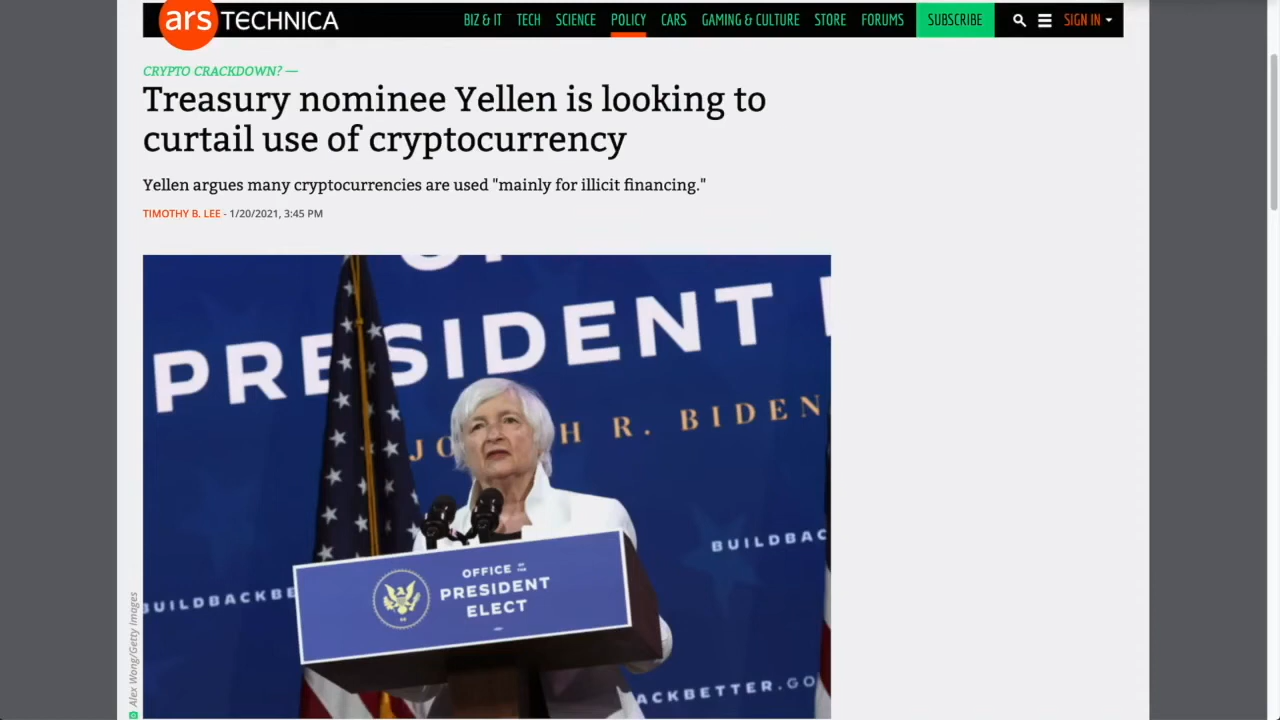 ars TECHNICA
BIZ & IT TECH SCIENCE POLICY CARS GAMING & CULTURE STORE FORUMS SUBSCRIBE SIGN IN
CRYPTO CRACKDOWN? —
Treasury nominee Yellen is looking to
curtail use of cryptocurrency
Yellen argues many cryptocurrencies are used "mainly for illicit financing."
TIMOTHY B. LEE - 1/20/2021, 3:45 PM
PRESIDENT
H R. BIDEN
BUILDBAC
BUILDBACKBE
OFFICE OF THE
PRESIDENT
ELECT
ACKBETTER.GO
Alex Wong/Getty Images